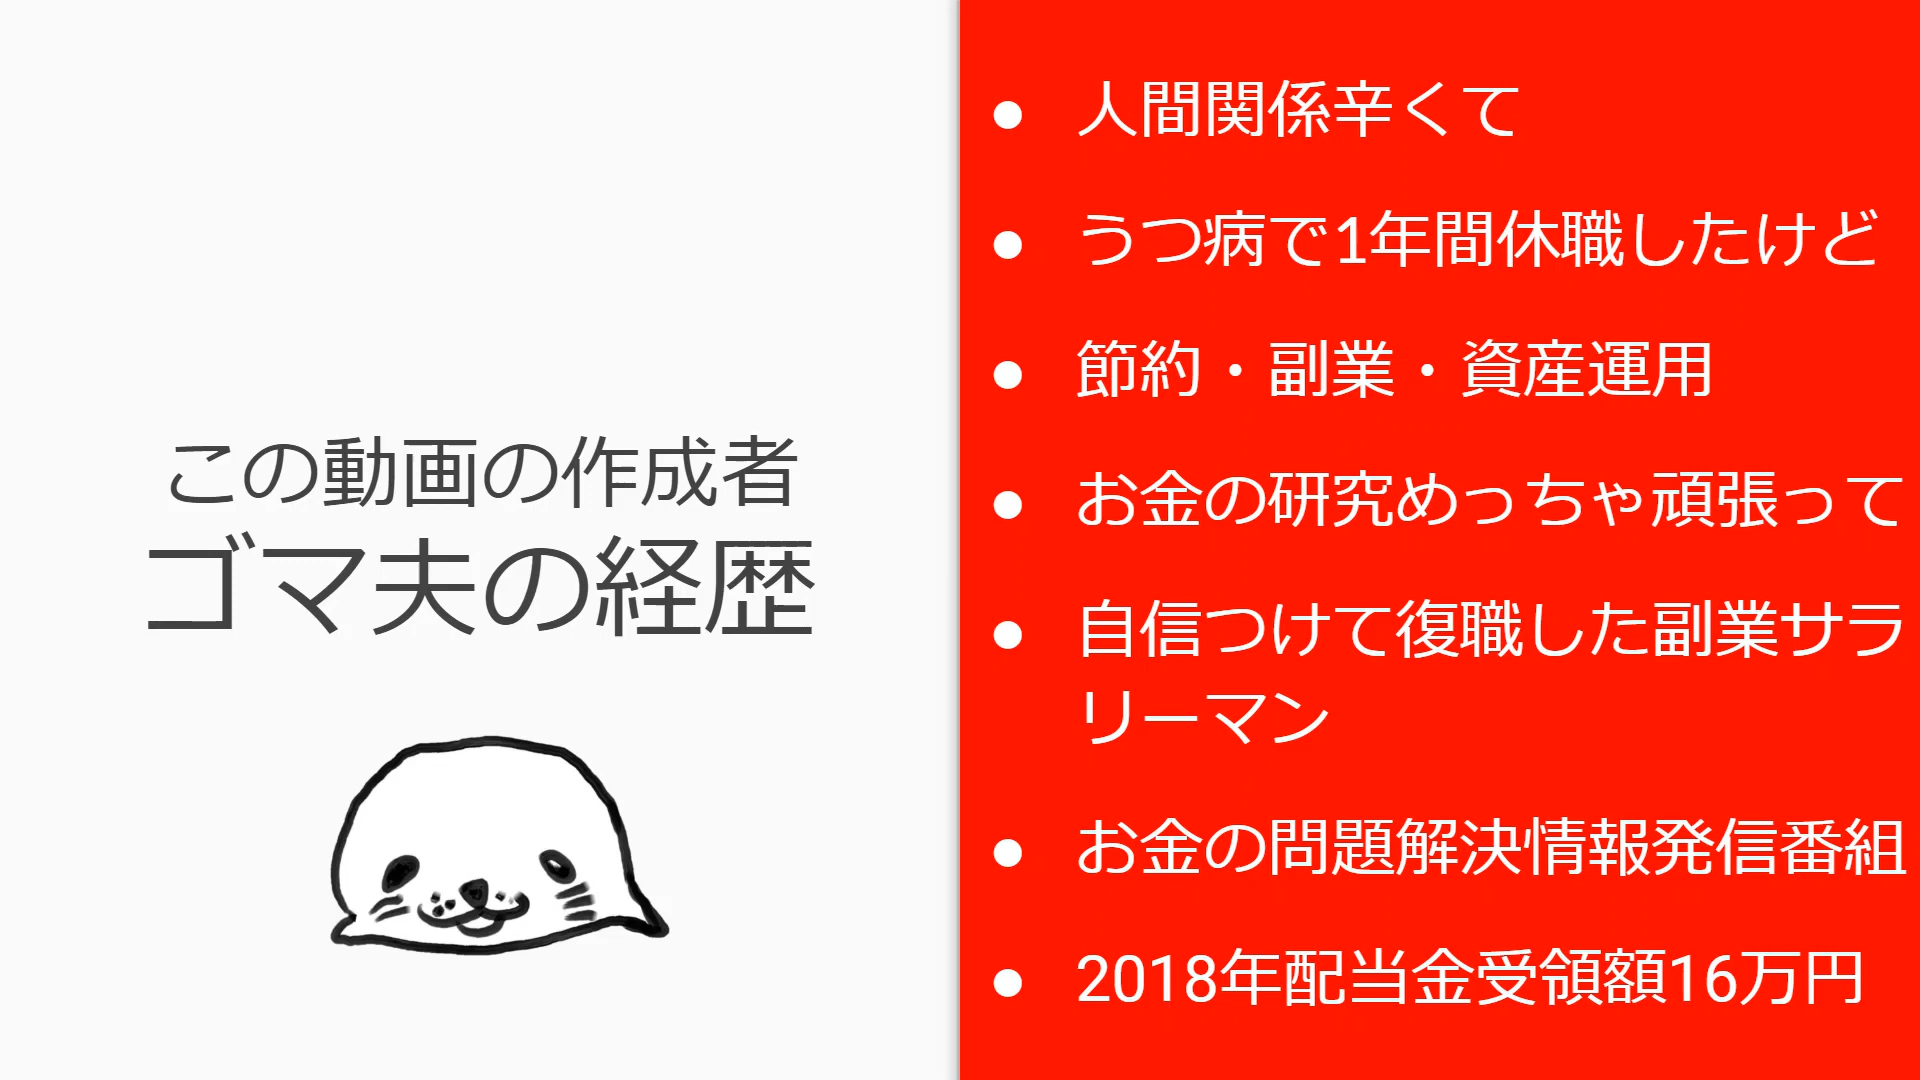 この動画の作成者
ゴマ夫の経歴
● 人間関係辛くて
● うつ病で1年間休職したけど
● 節約・副業・資産運用
● お金の研究めっちゃ頑張って
● 自信つけて復職した副業サラ
リーマン
● お金の問題解決情報発信番組
● 2018年配当金受領額16万円